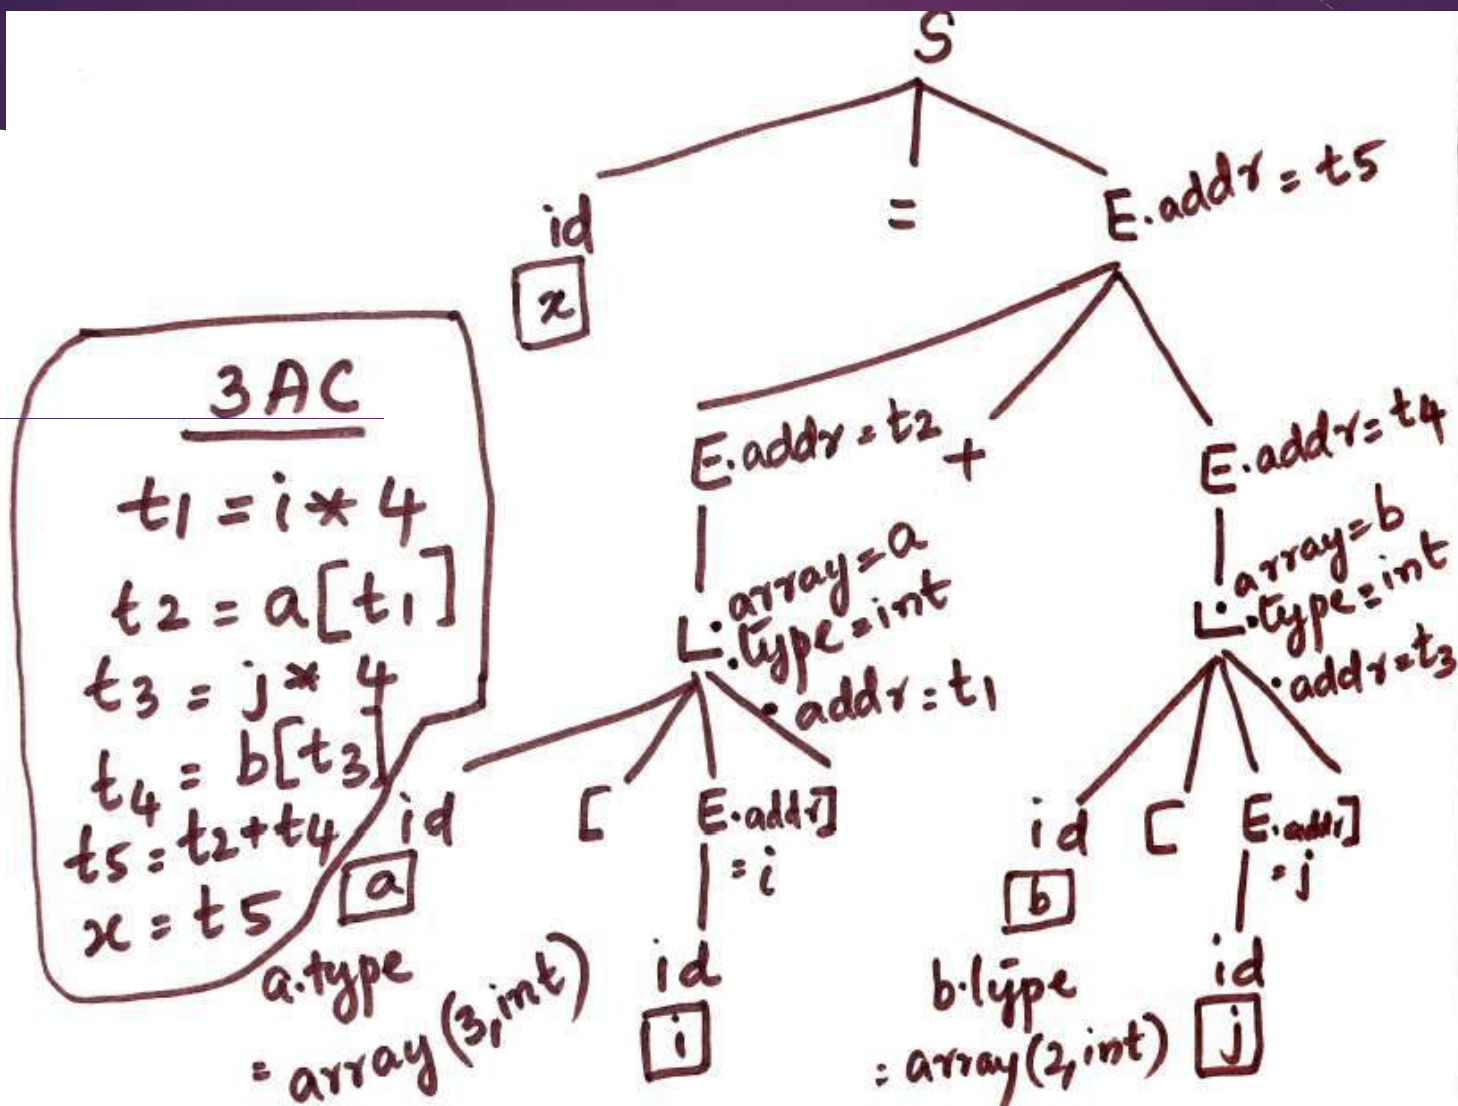 S
id
=
E.addr = t5
x
3AC
t1 = i * 4
t2 = a[t1]
t3 = j * 4
t4 = b[t3]
t5 = t2 + t4
x = t5
E.addr = t2
+
E.addr = t4
L
.array = a
.type = int
.addr = t1
L
.array = b
.type = int
.addr = t3
id
[
E.addr]
= i
a
a.type
= array(3, int)
id
i
id
[
E.addr]
= j
b
b.type
= array(2, int)
id
j